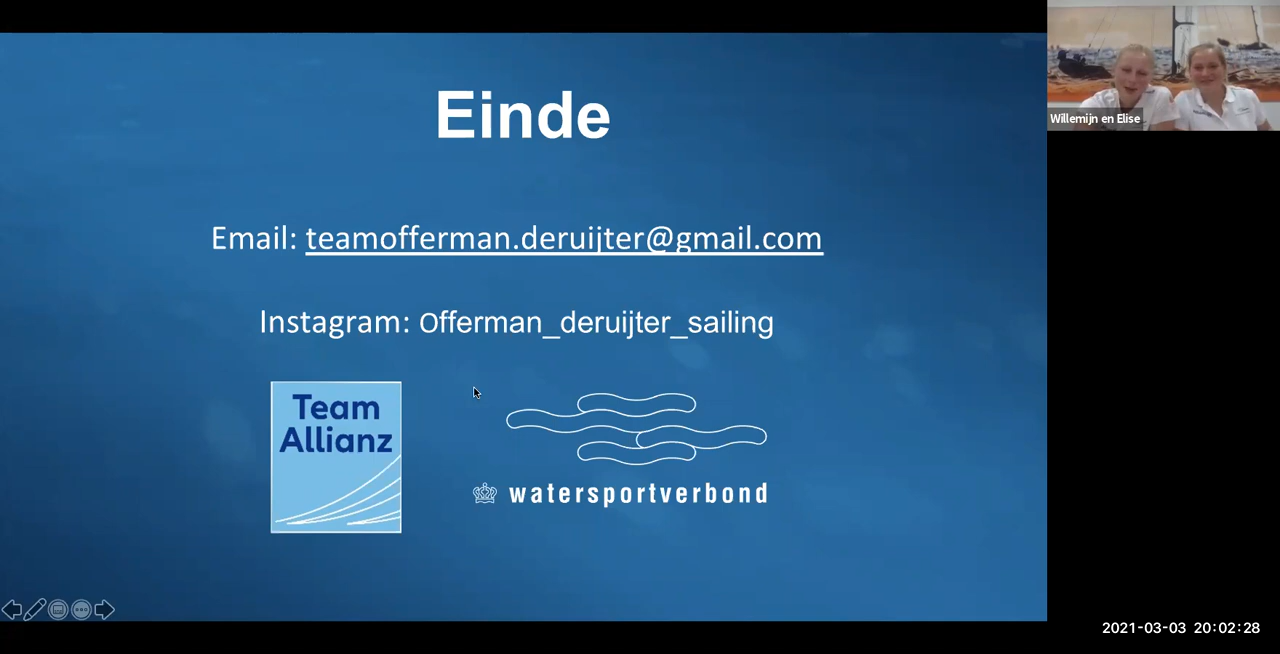 Einde
Email: teamofferman.deruijter@gmail.com
Instagram: Offerman_deruijter_sailing
Team
Allianz
watersportverbond
Willemijn en Elise
2021-03-03 20:02:28